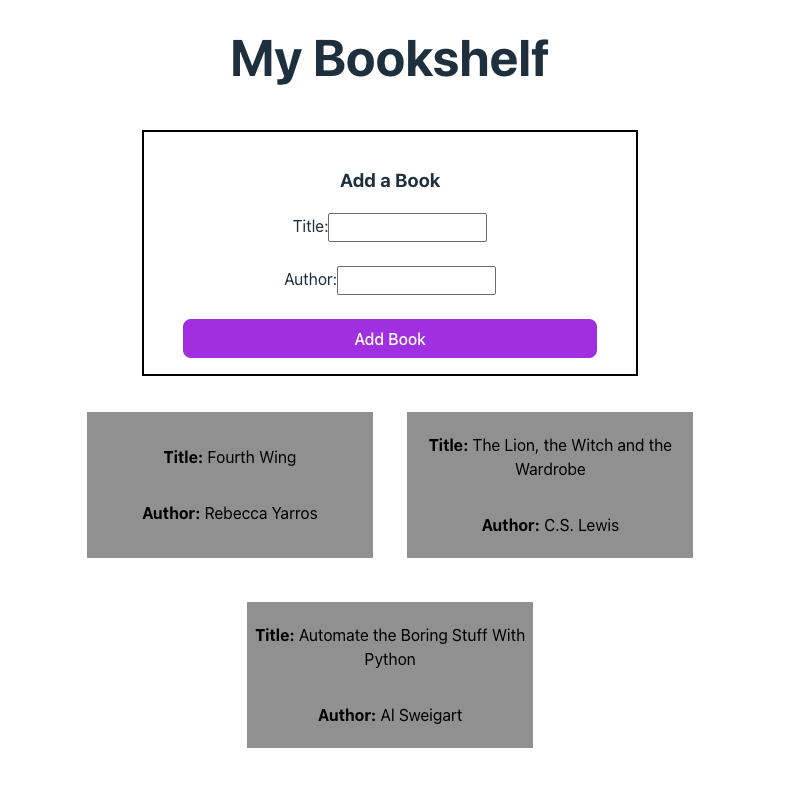 My Bookshelf
Add a Book
Title:
Author:
Add Book
Title: Fourth Wing
Author: Rebecca Yarros
Title: The Lion, the Witch and the
Wardrobe
Author: C.S. Lewis
Title: Automate the Boring Stuff With
Python
Author: Al Sweigart